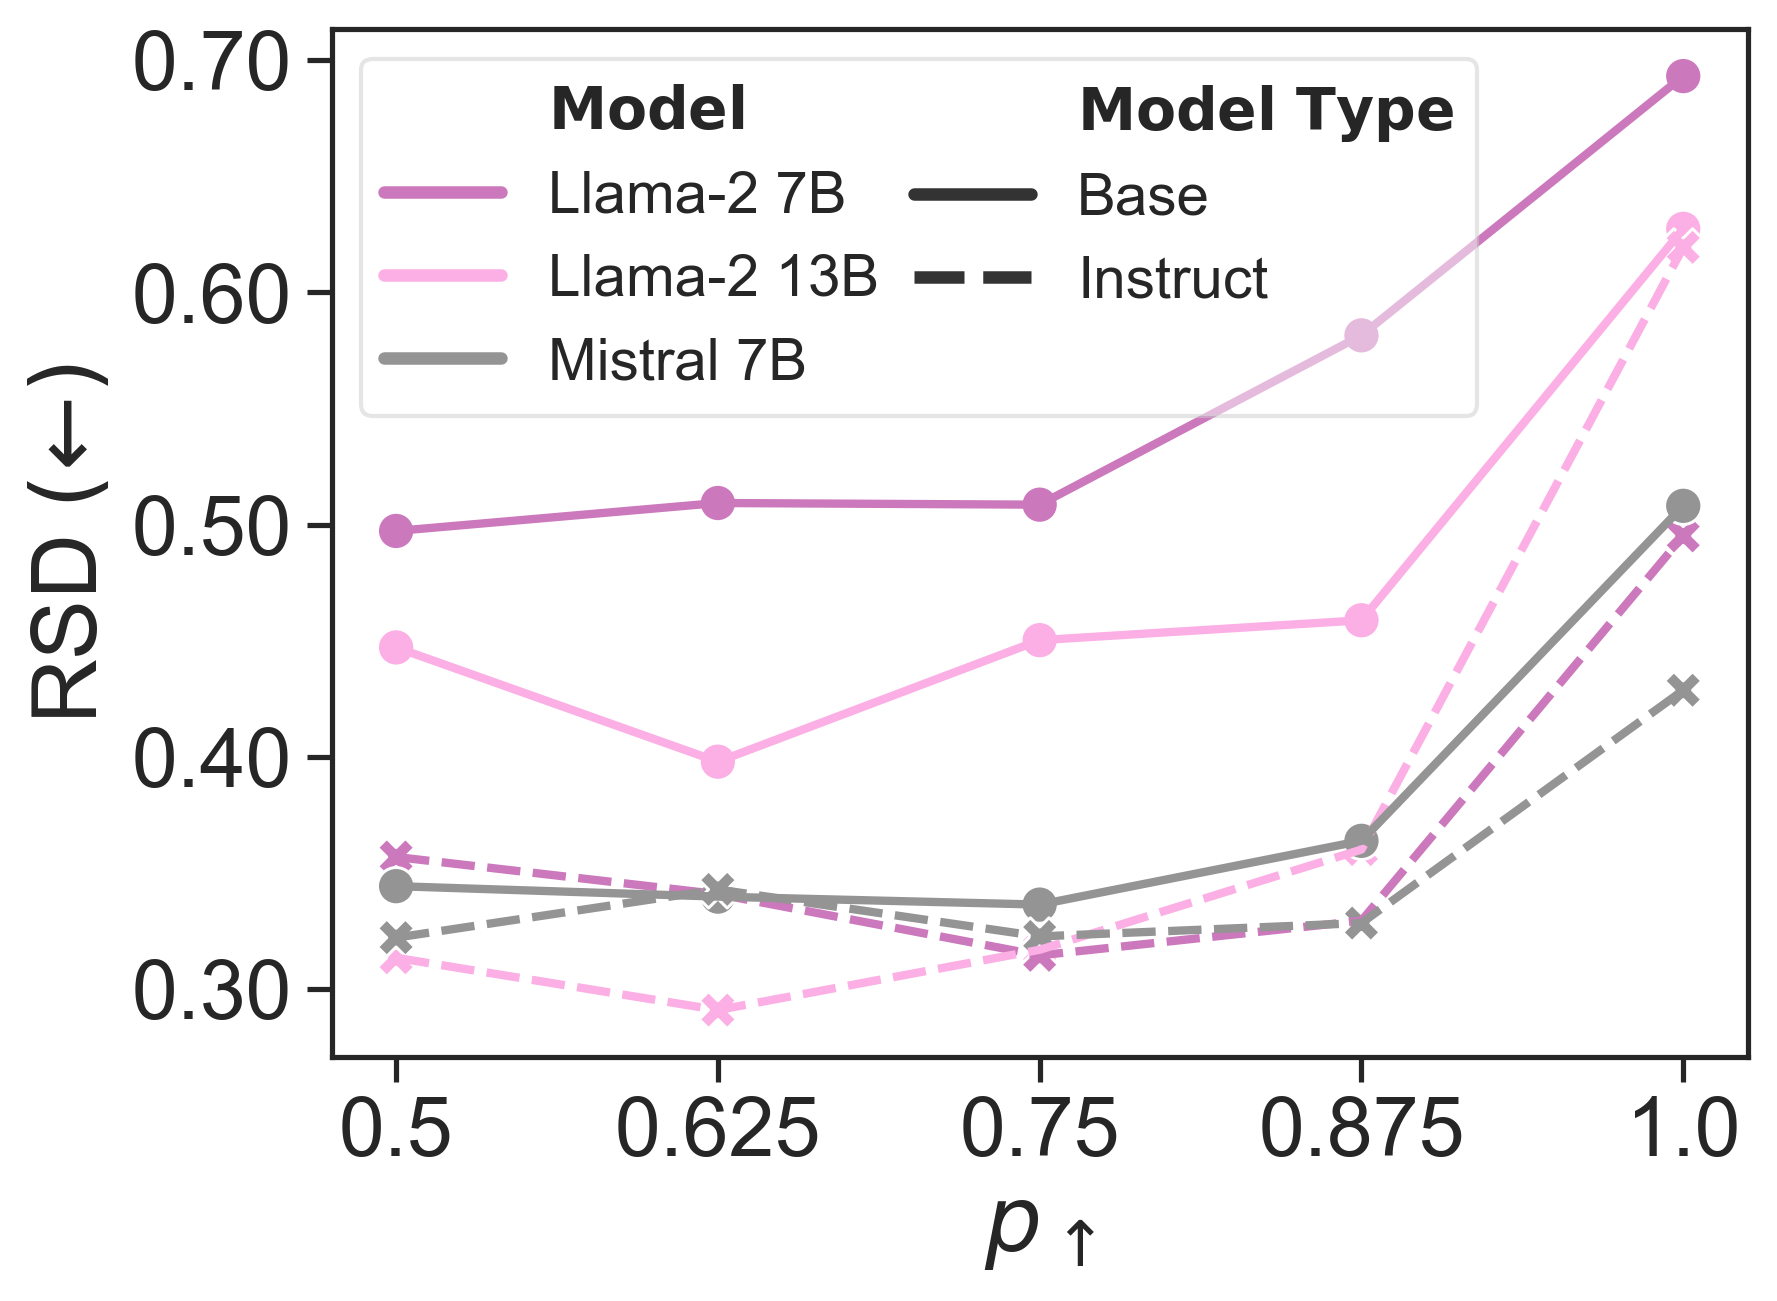 0.70
0.60
0.50
0.40
0.30
RSD (←)
Model
Llama-2 7B
Llama-2 13B
Mistral 7B
Model Type
Base
Instruct
0.5 0.625 0.75 0.875 1.0
p ↑